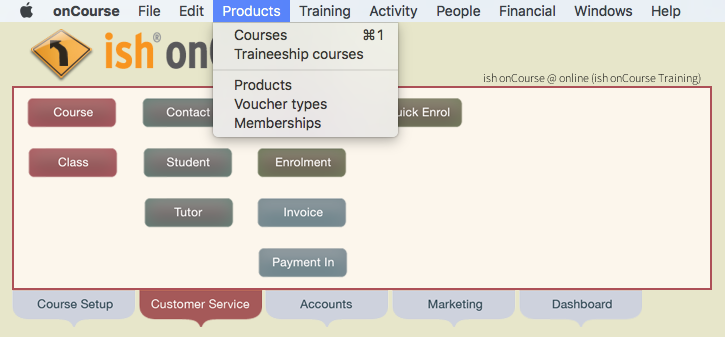 onCourse File Edit Products Training Activity People Financial Windows Help
Courses ⌘1
Traineeship courses
Products
Voucher types
Memberships
ish® on
ish onCourse @ online (ish onCourse Training)
Course Contact uick Enrol
Class Student Enrolment
Tutor Invoice
Payment In
Course Setup Customer Service Accounts Marketing Dashboard